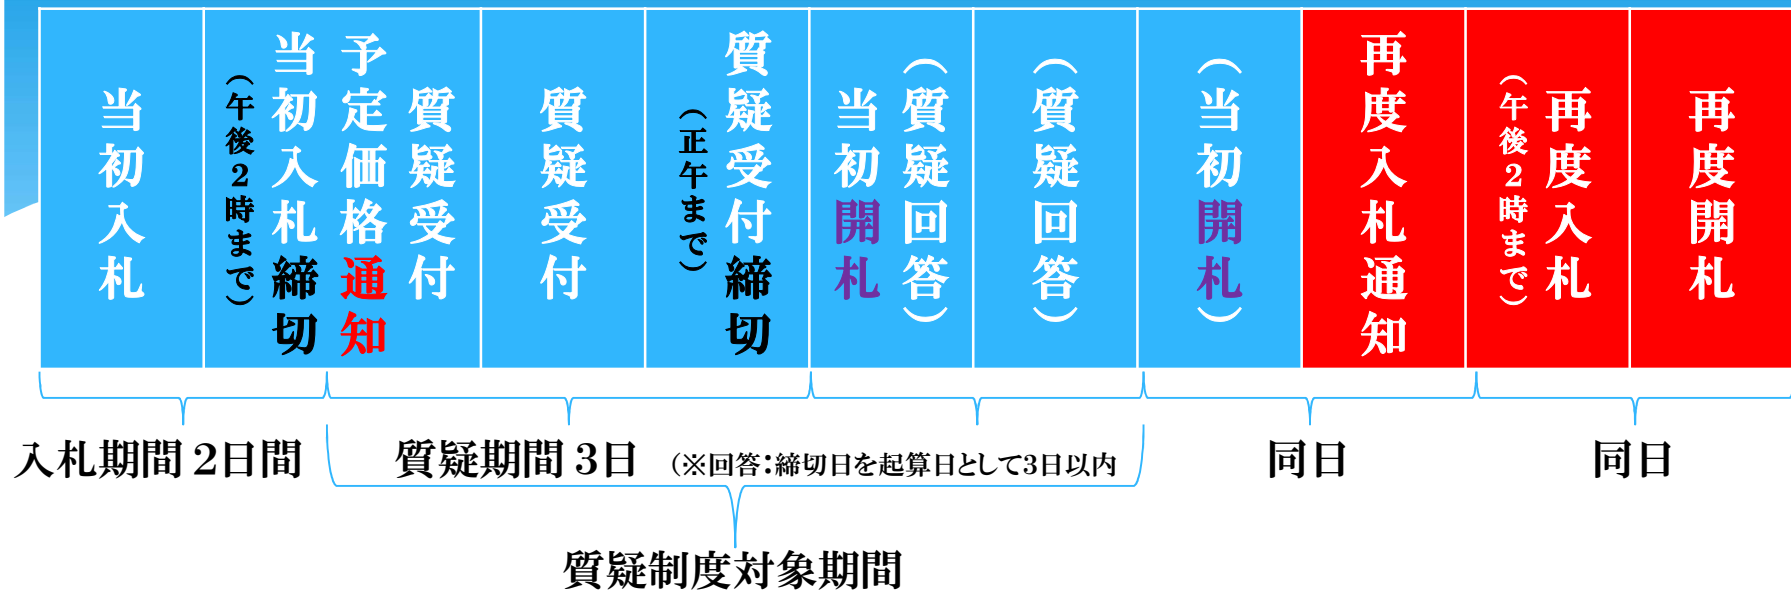 当初入札
当初入札締切
（午後２時まで）
予定価格通知
質疑受付
質疑受付
質疑受付締切
（正午まで）
当初開札
（質疑回答）
（質疑回答）
（当初開札）
再度入札通知
再度入札
（午後２時まで）
再度開札
入札期間 2日間
質疑期間 3日
（※回答：締切日を起算日として3日以内
同日
同日
質疑制度対象期間